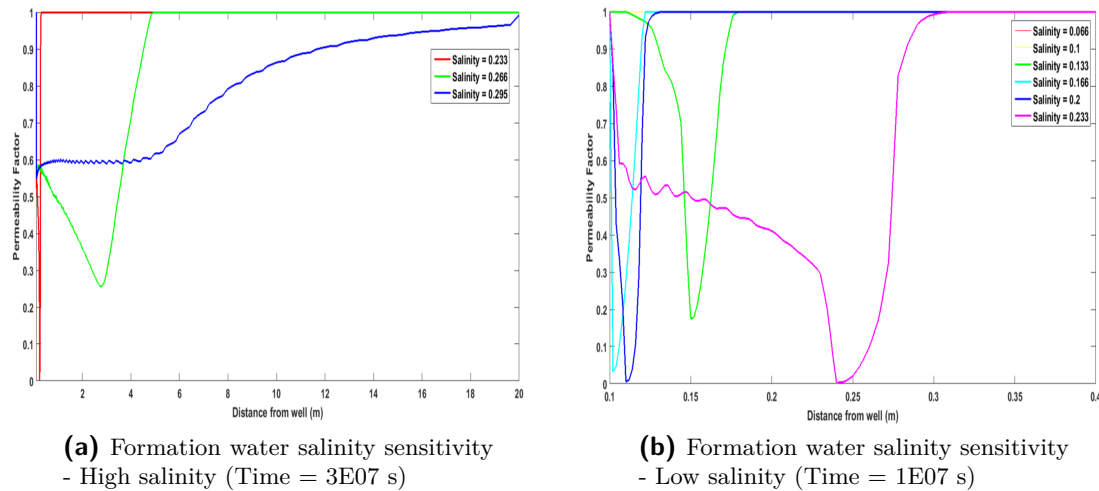 Permeability Factor
1
0.9
0.8
0.7
0.6
0.5
0.4
0.3
0.2
0.1
0
2
4
6
8
10
12
14
16
18
20
Distance from well (m)
Salinity = 0.233
Salinity = 0.266
Salinity = 0.295
(a) Formation water salinity sensitivity
- High salinity (Time = 3E07 s)
Permeability Factor
1
0.9
0.8
0.7
0.6
0.5
0.4
0.3
0.2
0.1
0
0.1
0.15
0.2
0.25
0.3
0.35
0.4
Distance from well (m)
Salinity = 0.066
Salinity = 0.1
Salinity = 0.133
Salinity = 0.166
Salinity = 0.2
Salinity = 0.233
(b) Formation water salinity sensitivity
- Low salinity (Time = 1E07 s)